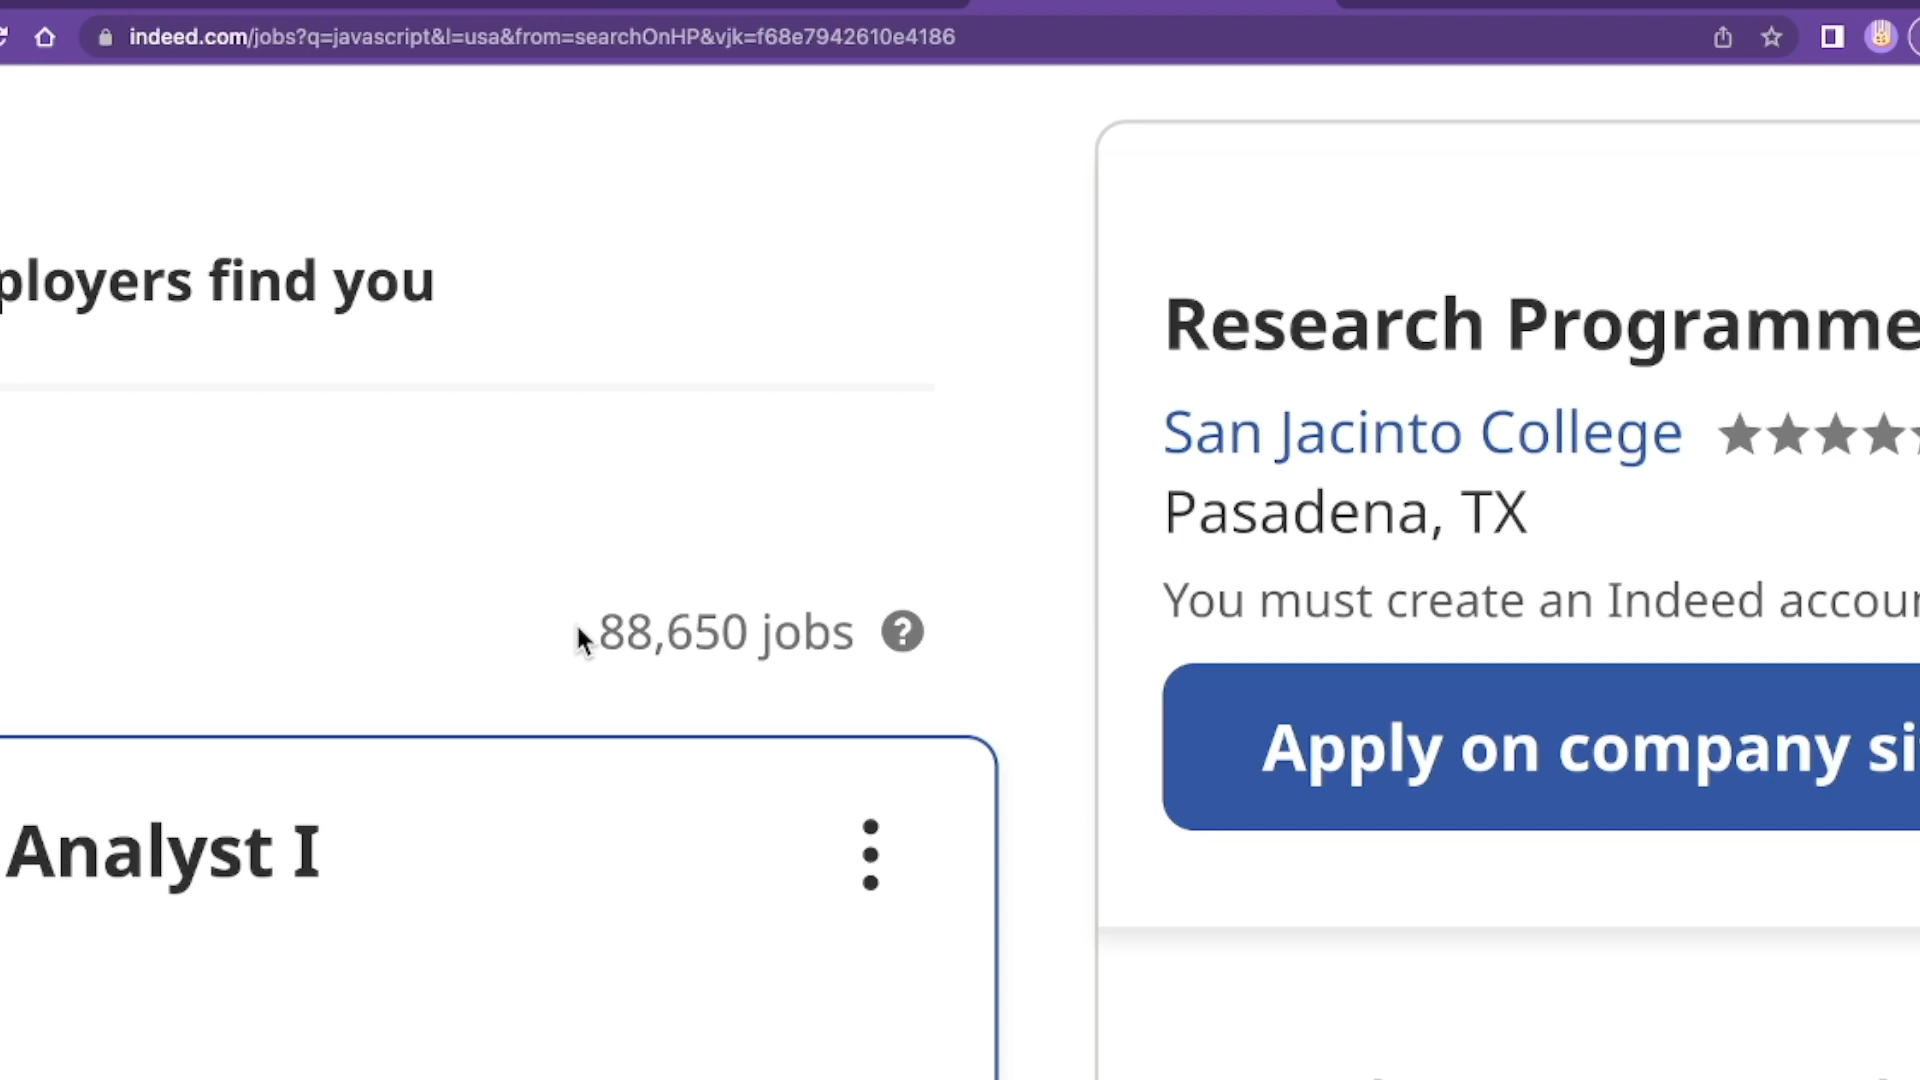 indeed.com/jobs?q=javascript&l=usa&from=searchOnHP&vjk=f68e7942610e4186
ployers find you
88,650 jobs ?
Analyst I
Research Programme
San Jacinto College
Pasadena, TX
You must create an Indeed accoun
Apply on company si